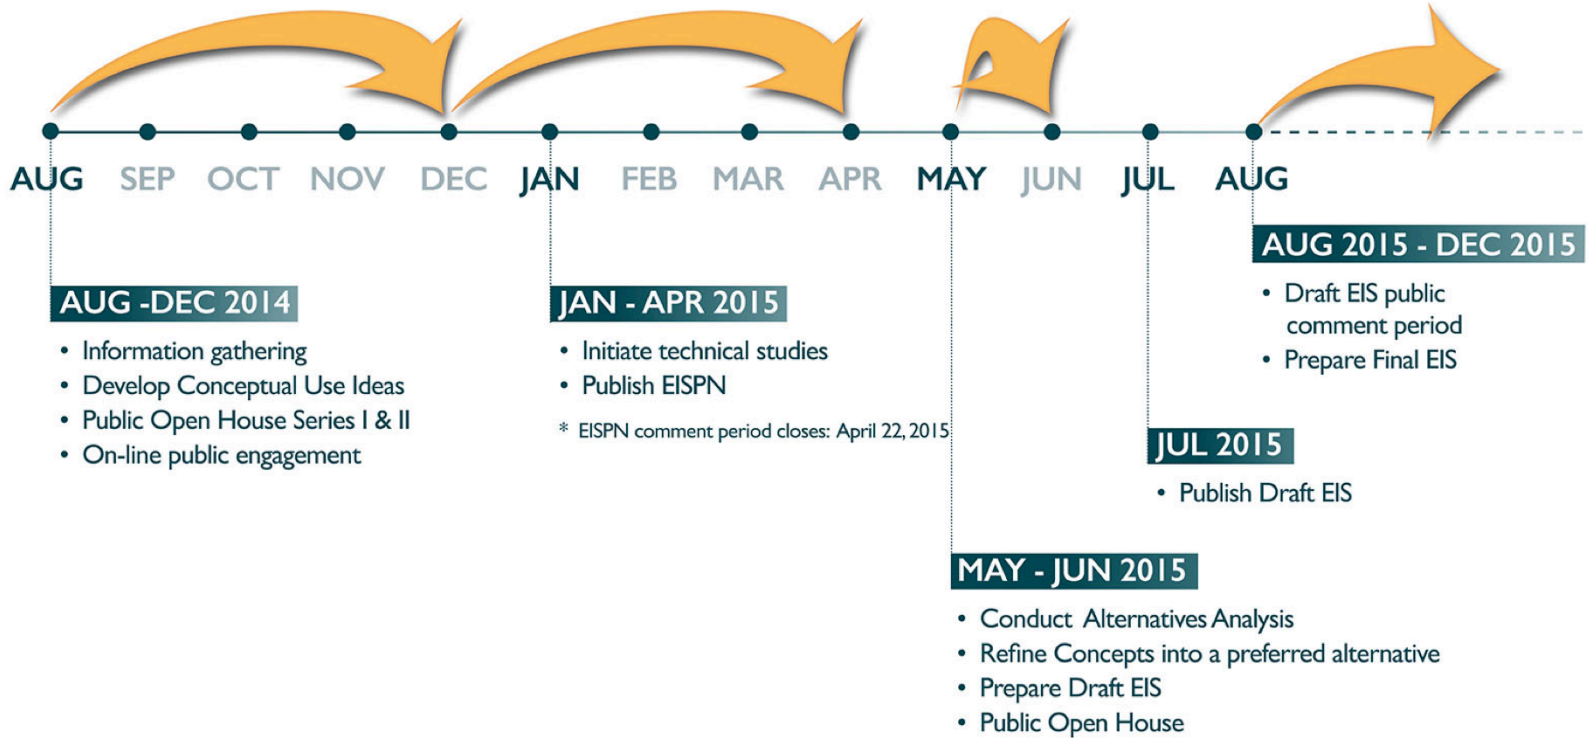 AUG SEP OCT NOV DEC JAN FEB MAR APR MAY JUN JUL AUG
AUG -DEC 2014
• Information gathering
• Develop Conceptual Use Ideas
• Public Open House Series I & II
• On-line public engagement
JAN - APR 2015
• Initiate technical studies
• Publish EISPN
* EISPN comment period closes: April 22, 2015
MAY - JUN 2015
• Conduct Alternatives Analysis
• Refine Concepts into a preferred alternative
• Prepare Draft EIS
• Public Open House
JUL 2015
• Publish Draft EIS
AUG 2015 - DEC 2015
• Draft EIS public
comment period
• Prepare Final EIS